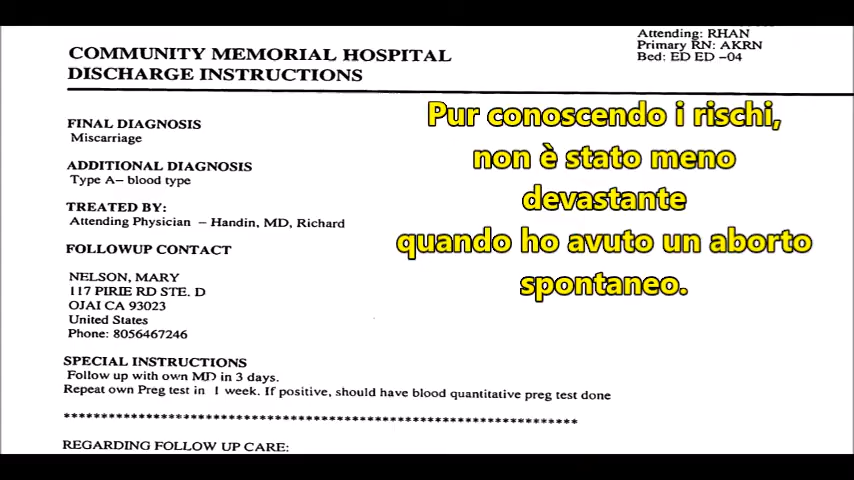 Attending: RHAN
Primary RN: AKRN
Bed: ED ED –04
COMMUNITY MEMORIAL HOSPITAL
DISCHARGE INSTRUCTIONS
FINAL DIAGNOSIS
Miscarriage
ADDITIONAL DIAGNOSIS
Type A– blood type
TREATED BY:
Attending Physician – Handin, MD, Richard
FOLLOWUP CONTACT
NELSON, MARY
117 PIRIE RD STE. D
OJAI CA 93023
United States
Phone: 8056467246
SPECIAL INSTRUCTIONS
Follow up with own MD in 3 days.
Repeat own Preg test in 1 week. If positive, should have blood quantitative preg test done
*******************************************************************************
REGARDING FOLLOW UP CARE:
Pur conoscendo i rischi,
non è stato meno
devastante
quando ho avuto un aborto
spontaneo.